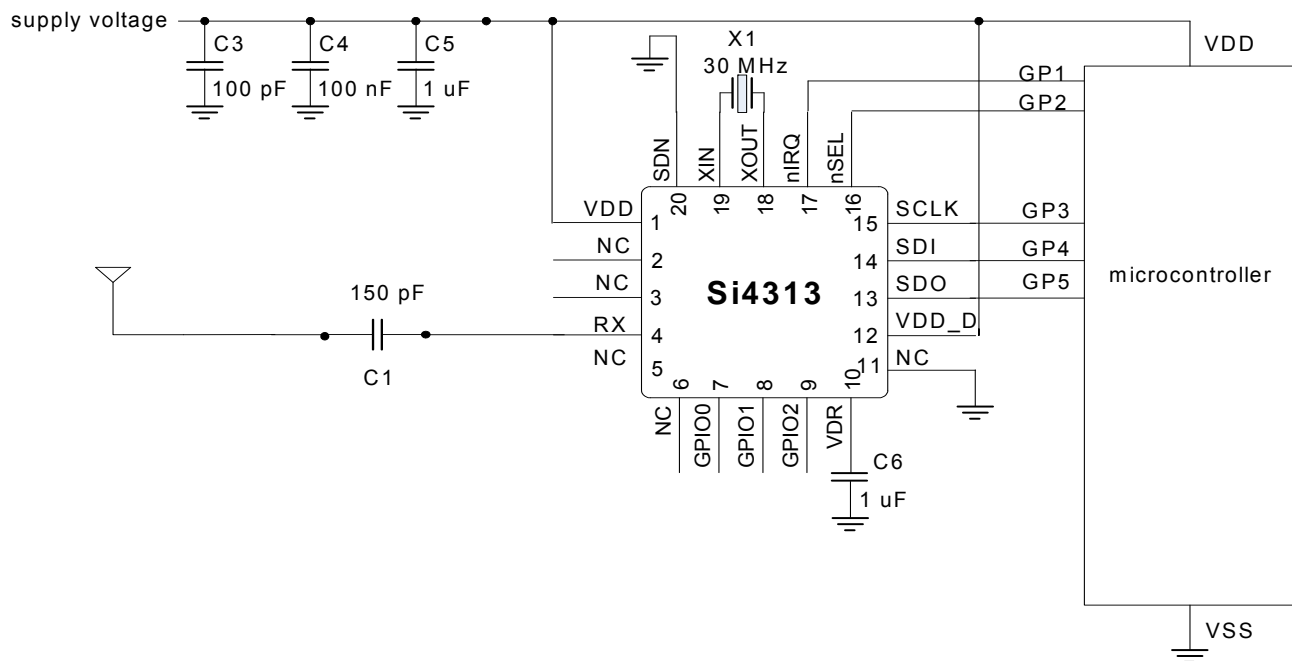 supply voltage
C3
C4
C5
100 pF
100 nF
1 uF
X1
30 MHz
VDD
GP1
GP2
SDN
XIN
XOUT
nIRQ
nSEL
20
19
18
17
16
VDD
1
15
SCLK
GP3
NC
2
14
SDI
GP4
microcontroller
NC
3
Si4313
13
SDO
GP5
150 pF
C1
RX
4
12
VDD_D
NC
5
11
NC
6
7
8
9
10
NC
GPIO0
GPIO1
GPIO2
VDR
C6
1 uF
VSS